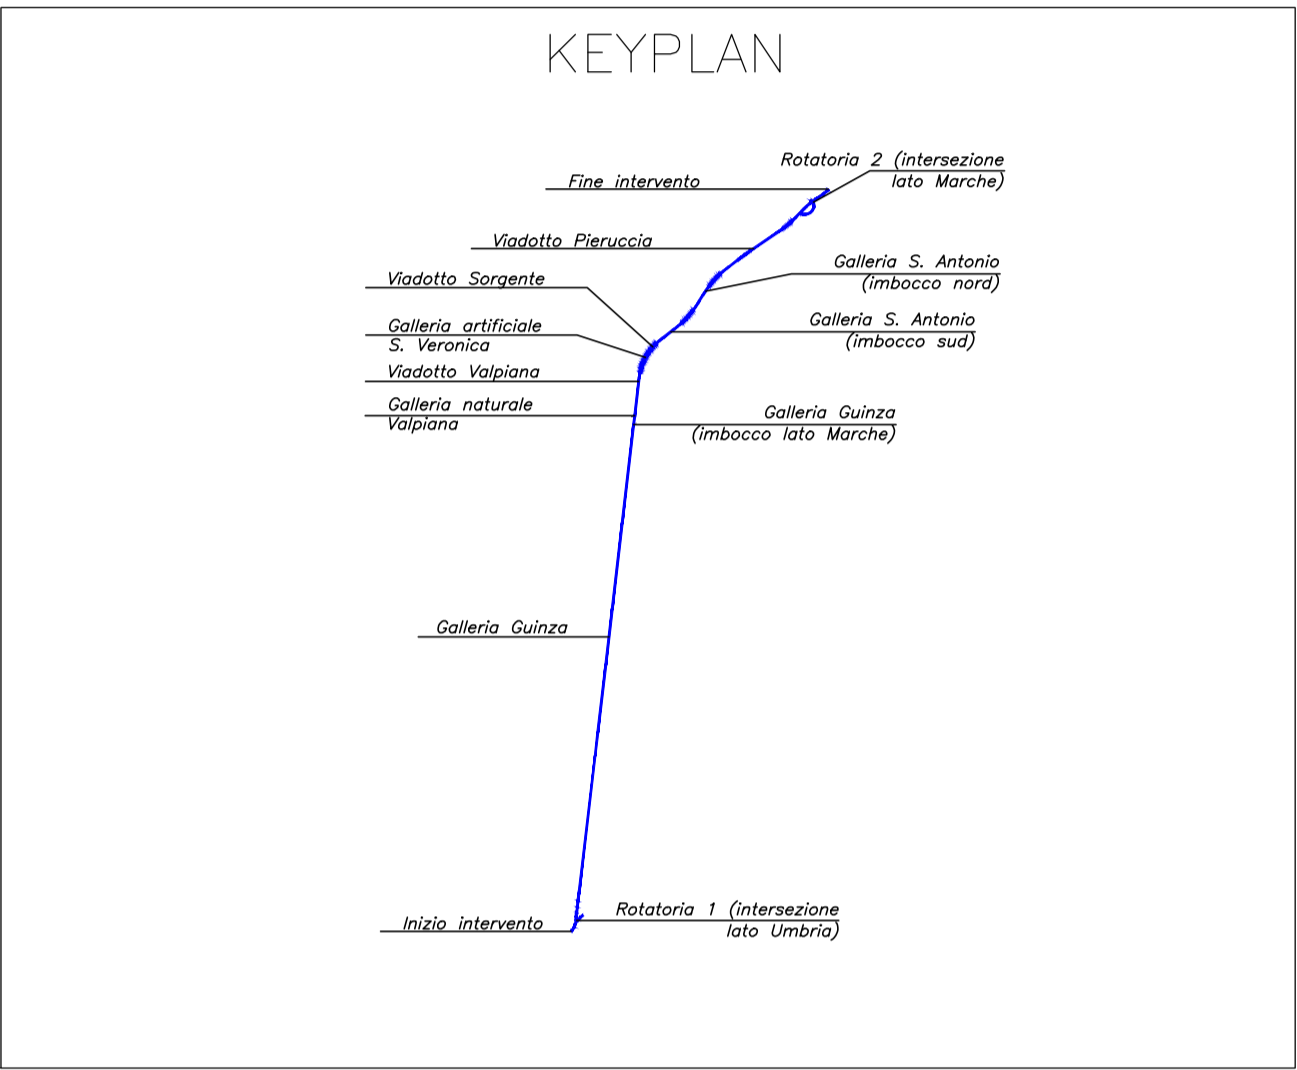 KEYPLAN
Rotatoria 2 (intersezione
lato Marche)
Fine intervento
Viadotto Pieruccia
Galleria S. Antonio
(imbocco nord)
Viadotto Sorgente
Galleria S. Antonio
(imbocco sud)
Galleria artificiale
S. Veronica
Viadotto Valpiana
Galleria naturale
Valpiana
Galleria Guinza
(imbocco lato Marche)
Galleria Guinza
Rotatoria 1 (intersezione
lato Umbria)
Inizio intervento